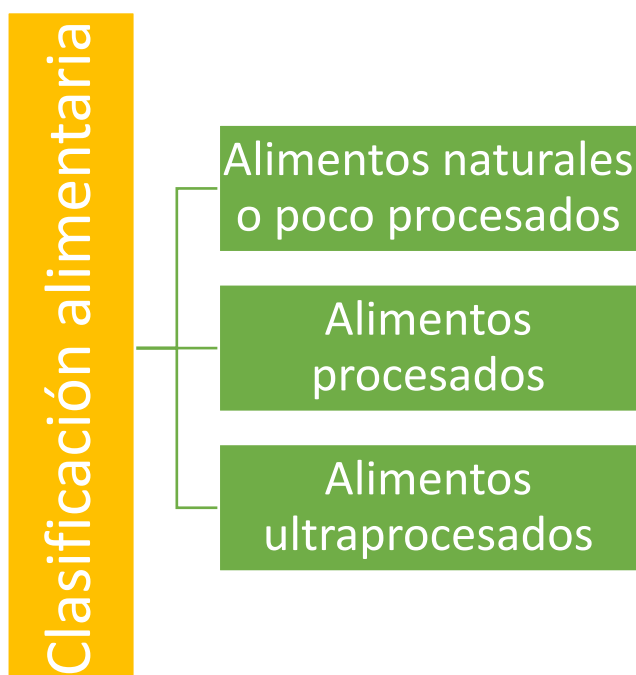 Clasificación alimentaria
Alimentos naturales
o poco procesados
Alimentos
procesados
Alimentos
ultraprocesados